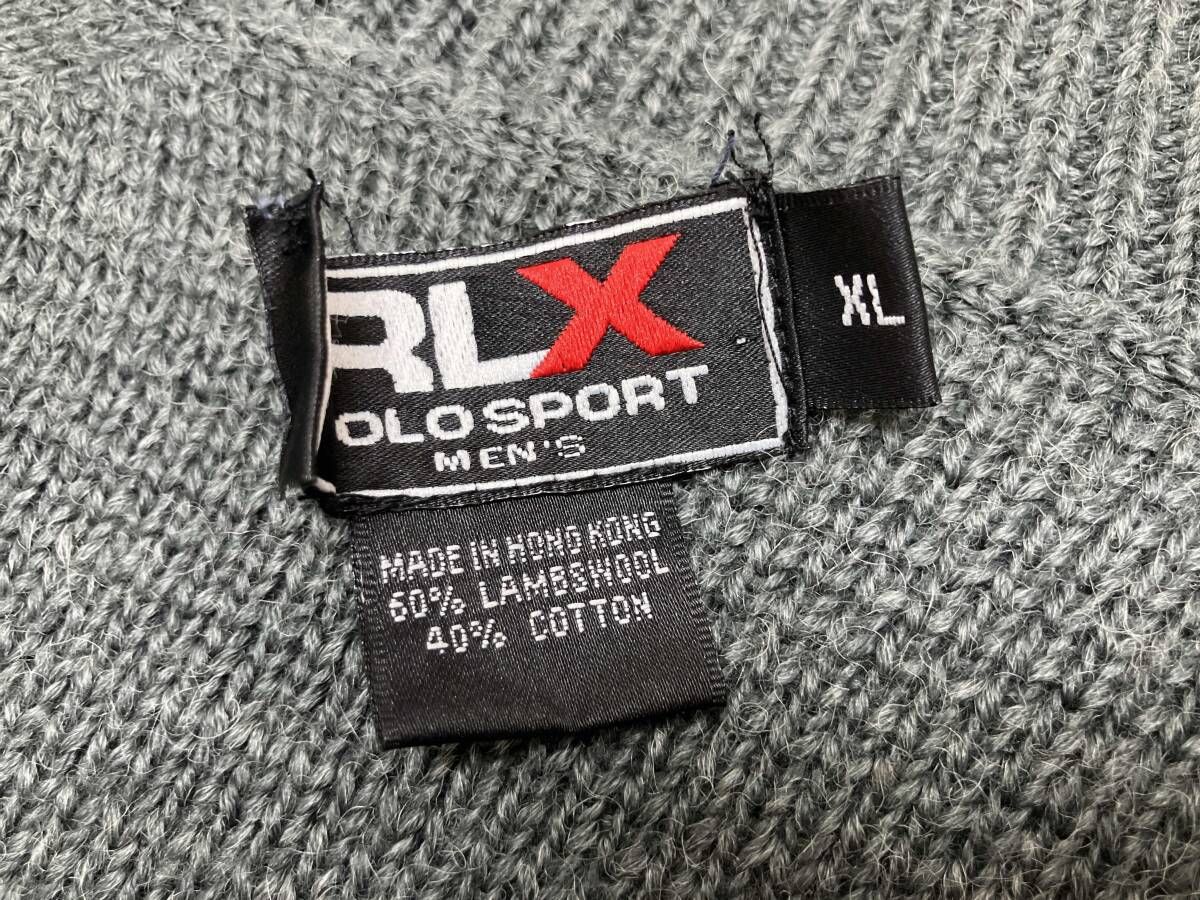 RLX
OLO SPORT
MEN'S
XL
MADE IN HONG KONG
60% LAMBSWOOL
40% COTTON